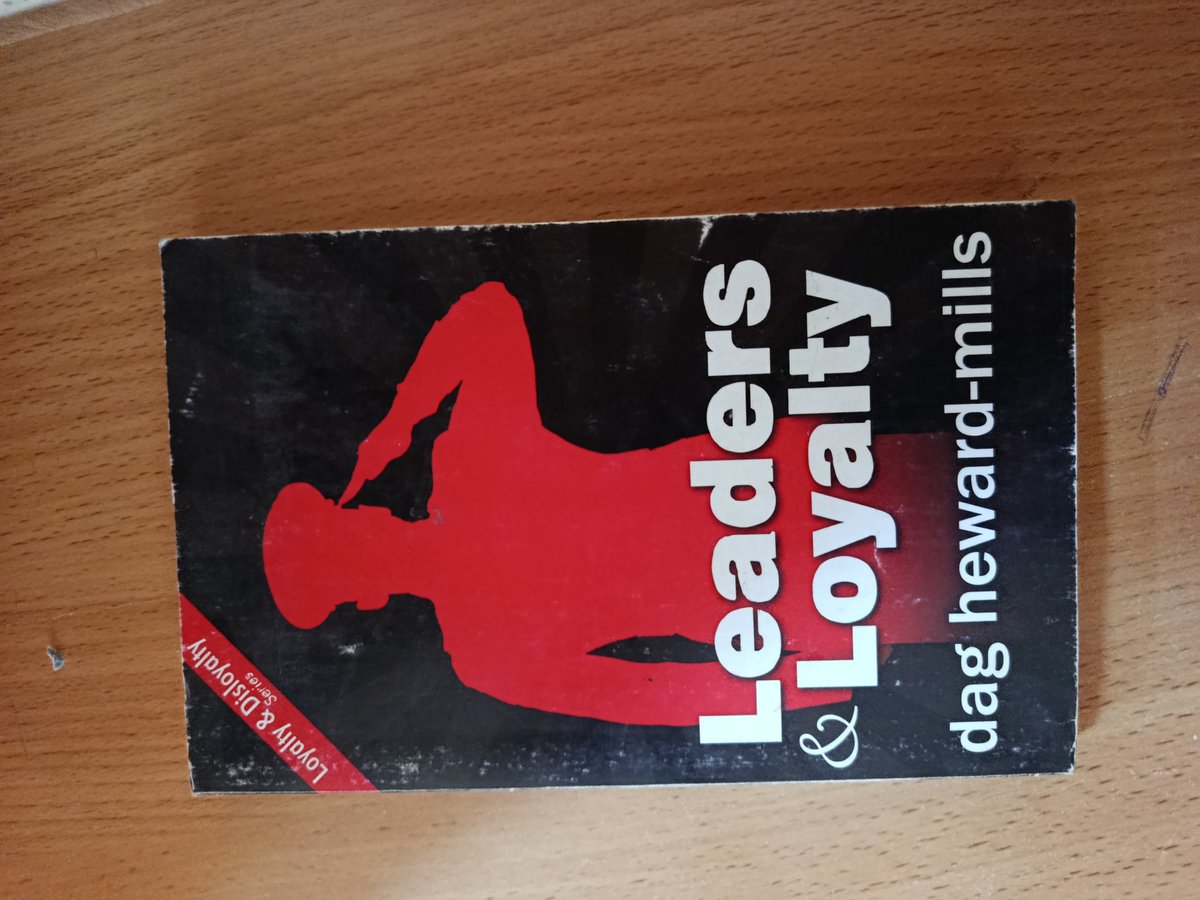 Loyalty & Disloyalty
Series
Leaders
& Loyalty
dag heward-mills